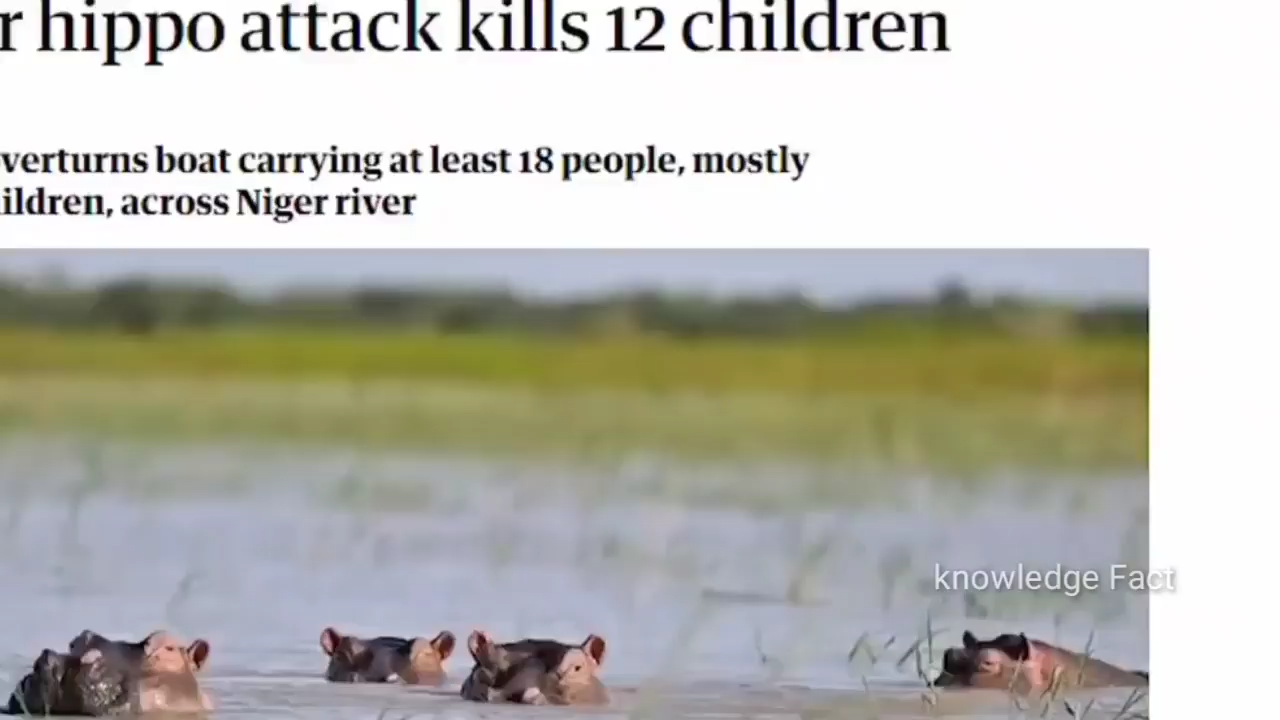 r hippo attack kills 12 children
verturns boat carrying at least 18 people, mostly
ildren, across Niger river
knowledge Fact